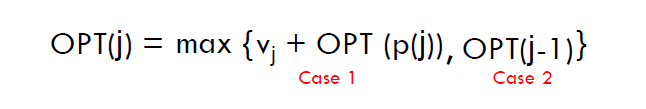 OPT(j) = max {vj + OPT (p(j)), OPT(j-1)}
Case 1 Case 2